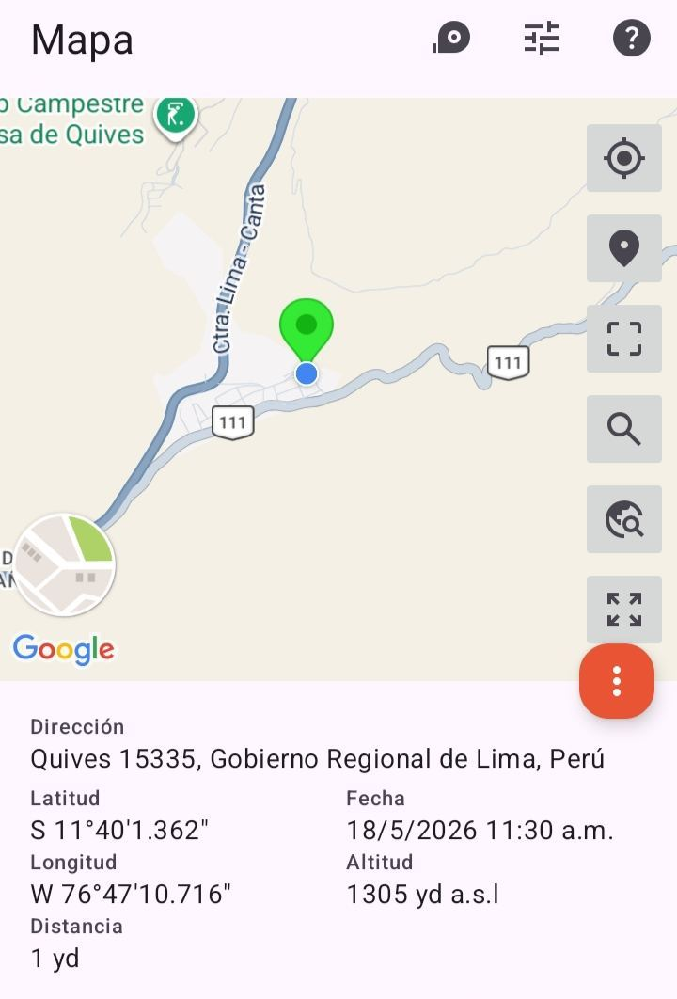 Mapa
Campestre
sa de Quives
Ctra. Lima - Canta
111
111
D
Google
Dirección
Quives 15335, Gobierno Regional de Lima, Perú
Latitud
S 11°40'1.362"
Fecha
18/5/2026 11:30 a.m.
Longitud
W 76°47'10.716"
Altitud
1305 yd a.s.l
Distancia
1 yd